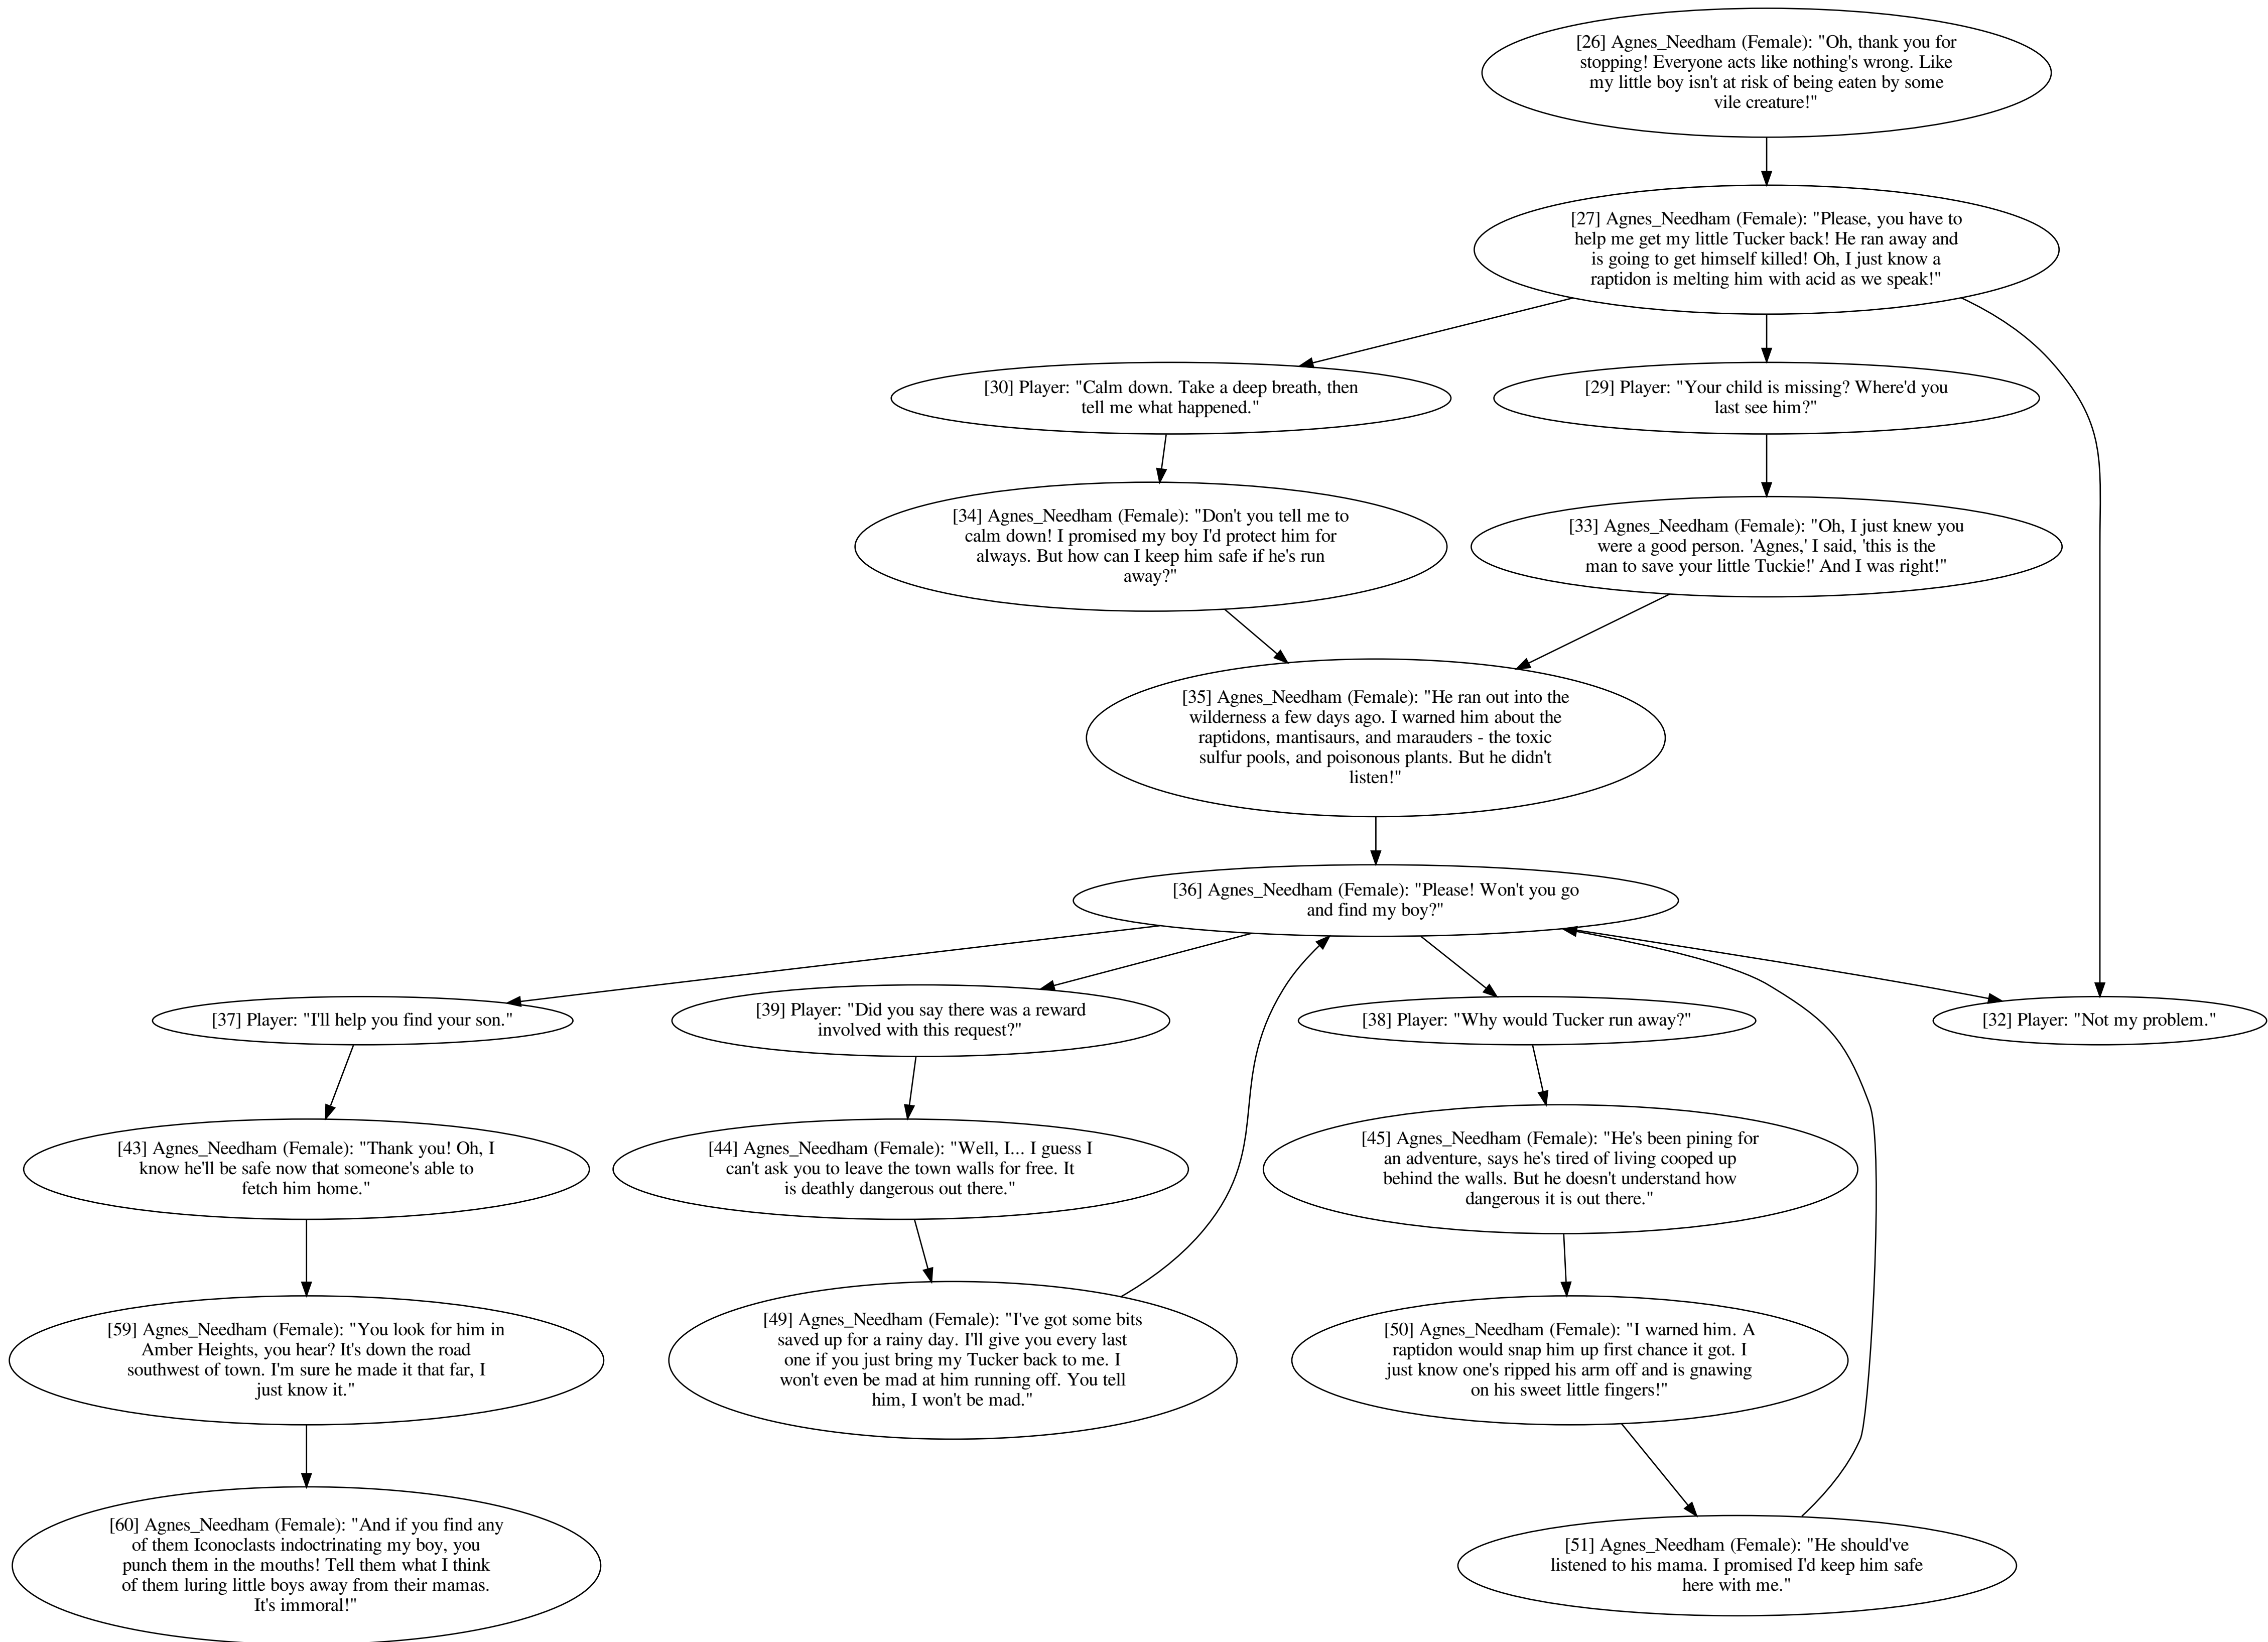 [26] Agnes_Needham (Female): "Oh, thank you for
stopping! Everyone acts like nothing's wrong. Like
my little boy isn't at risk of being eaten by some
vile creature!"
[27] Agnes_Needham (Female): "Please, you have to
help me get my little Tucker back! He ran away and
is going to get himself killed! Oh, I just know a
raptidon is melting him with acid as we speak!"
[30] Player: "Calm down. Take a deep breath, then
tell me what happened."
[29] Player: "Your child is missing? Where'd you
last see him?"
[34] Agnes_Needham (Female): "Don't you tell me to
calm down! I promised my boy I'd protect him for
always. But how can I keep him safe if he's run
away?"
[33] Agnes_Needham (Female): "Oh, I just knew you
were a good person. 'Agnes,' I said, 'this is the
man to save your little Tuckie!' And I was right!"
[35] Agnes_Needham (Female): "He ran out into the
wilderness a few days ago. I warned him about the
raptidons, mantisaurs, and marauders - the toxic
sulfur pools, and poisonous plants. But he didn't
listen!"
[36] Agnes_Needham (Female): "Please! Won't you go
and find my boy?"
[37] Player: "I'll help you find your son."
[39] Player: "Did you say there was a reward
involved with this request?"
[38] Player: "Why would Tucker run away?"
[32] Player: "Not my problem."
[43] Agnes_Needham (Female): "Thank you! Oh, I
know he'll be safe now that someone's able to
fetch him home."
[44] Agnes_Needham (Female): "Well, I... I guess I
can't ask you to leave the town walls for free. It
is deathly dangerous out there."
[45] Agnes_Needham (Female): "He's been pining for
an adventure, says he's tired of living cooped up
behind the walls. But he doesn't understand how
dangerous it is out there."
[59] Agnes_Needham (Female): "You look for him in
Amber Heights, you hear? It's down the road
southwest of town. I'm sure he made it that far, I
just know it."
[49] Agnes_Needham (Female): "I've got some bits
saved up for a rainy day. I'll give you every last
one if you just bring my Tucker back to me. I
won't even be mad at him running off. You tell
him, I won't be mad."
[50] Agnes_Needham (Female): "I warned him. A
raptidon would snap him up first chance it got. I
just know one's ripped his arm off and is gnawing
on his sweet little fingers!"
[60] Agnes_Needham (Female): "And if you find any
of them Iconoclasts indoctrinating my boy, you
punch them in the mouths! Tell them what I think
of them luring little boys away from their mamas.
It's immoral!"
[51] Agnes_Needham (Female): "He should've
listened to his mama. I promised I'd keep him safe
here with me."